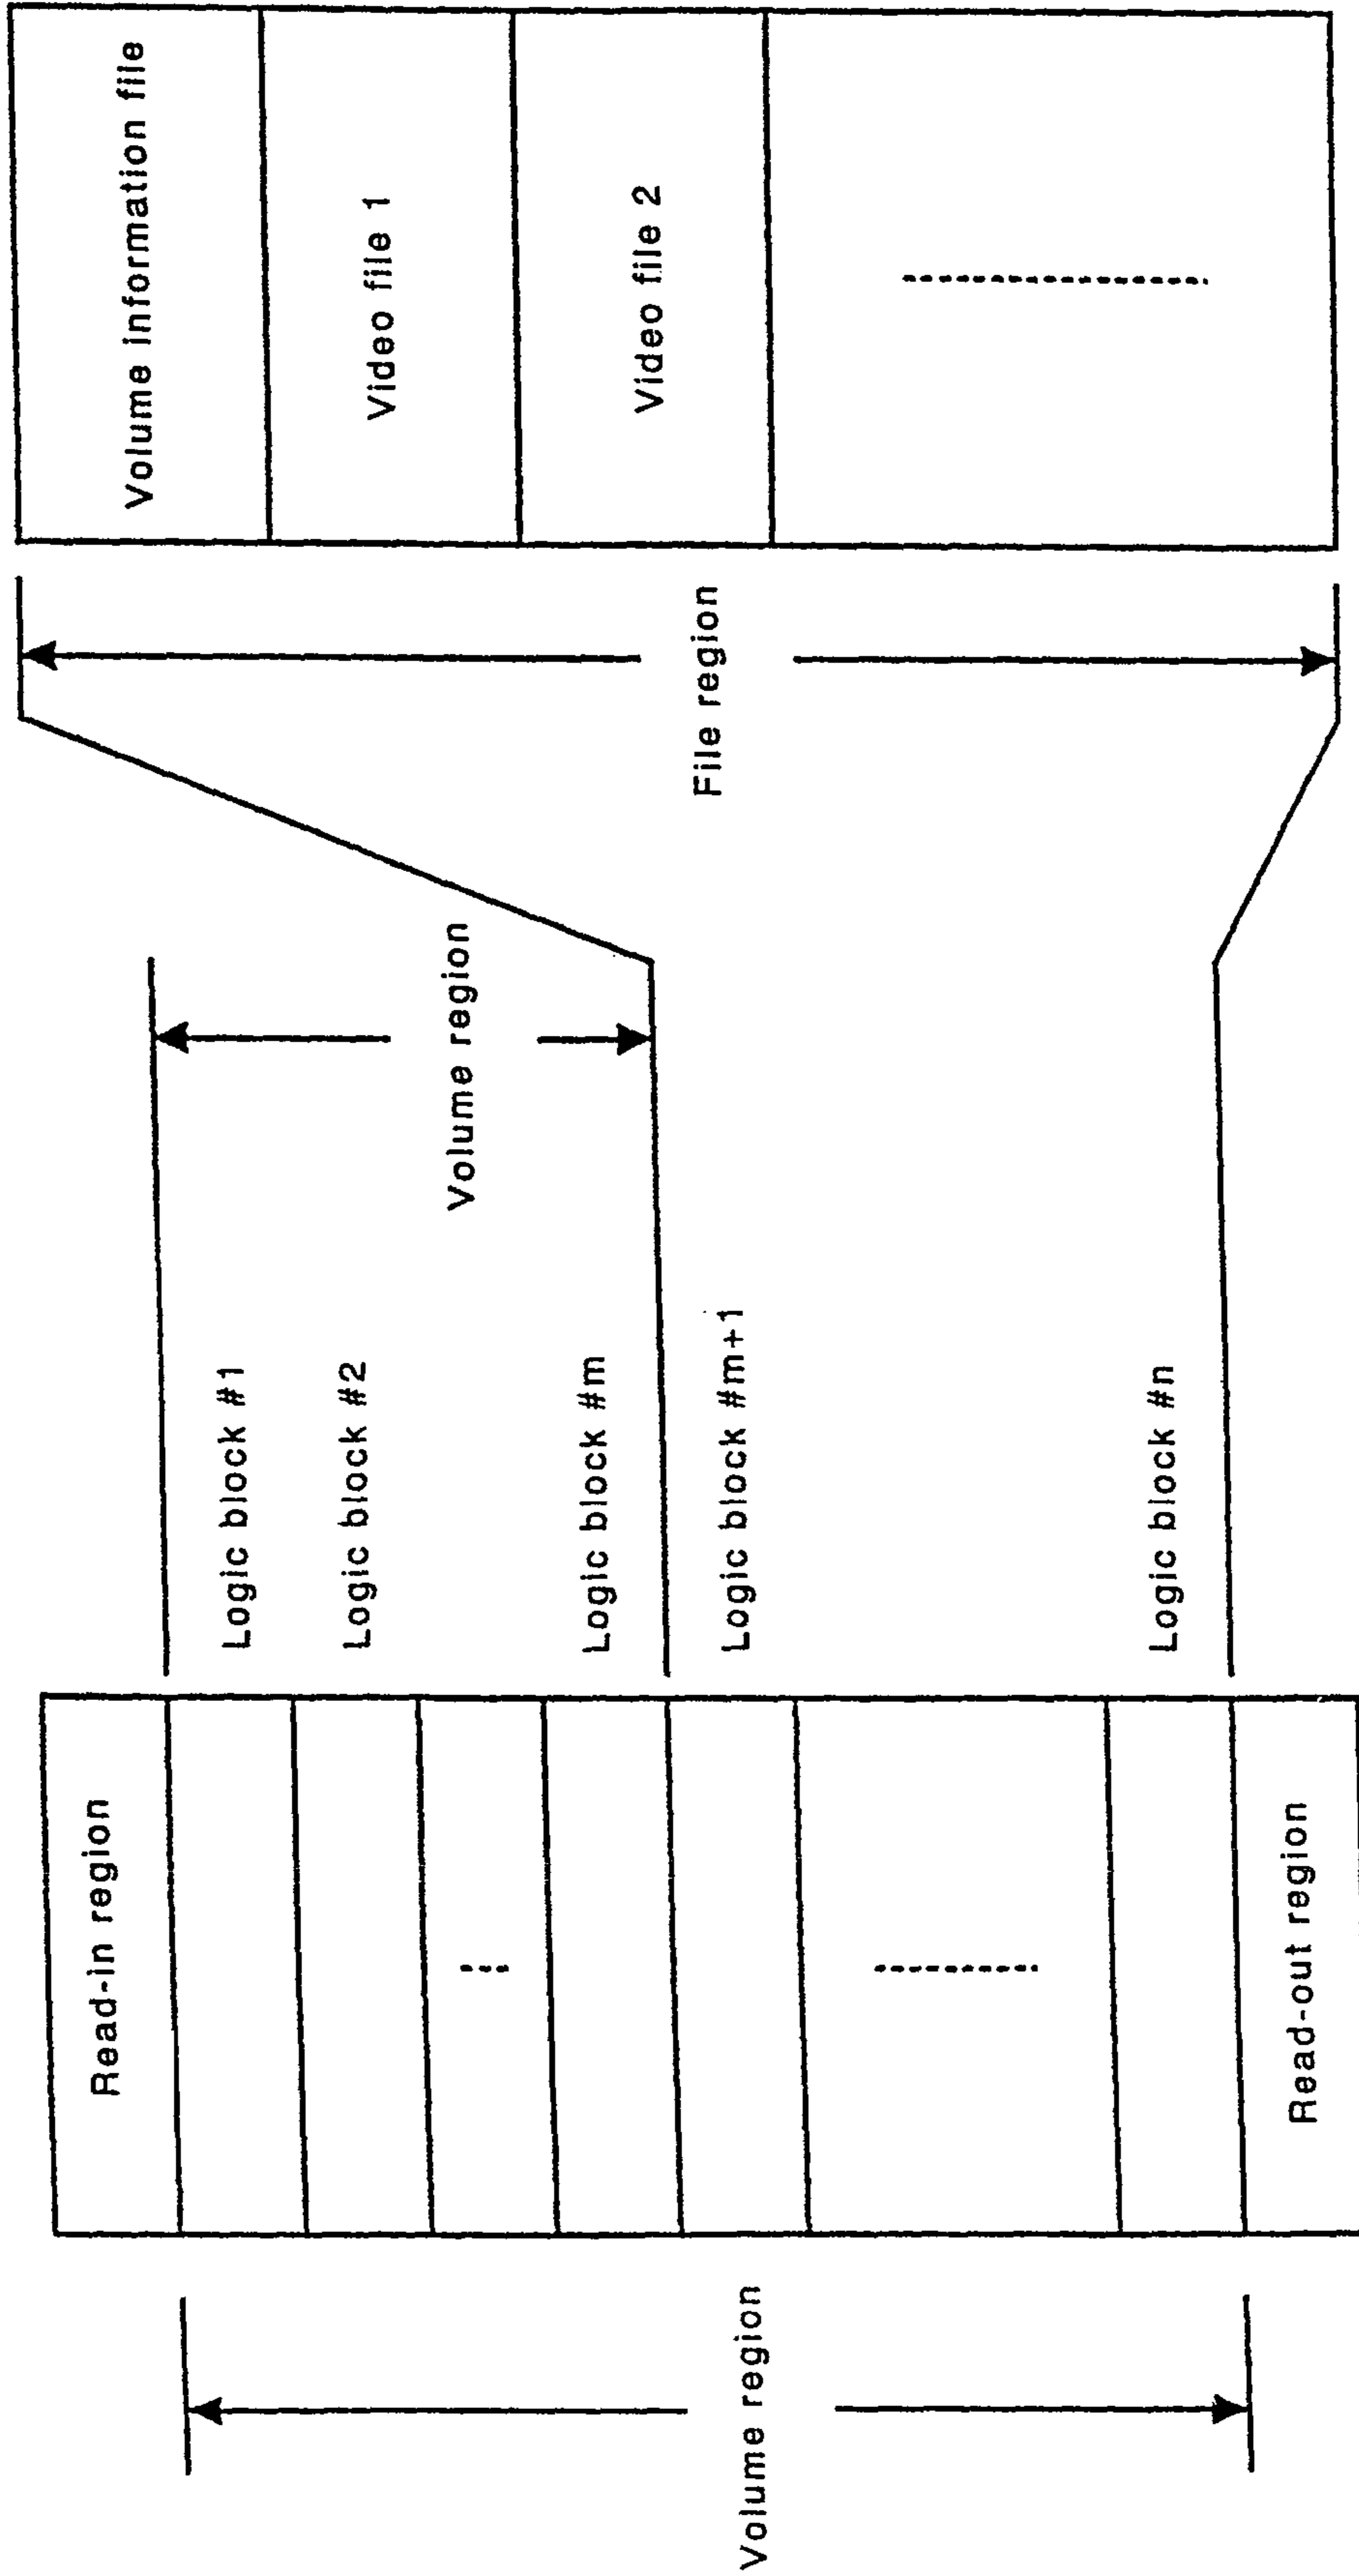 Volume region
Read-in region
Read-out region
Logic block #1
Logic block #2
Logic block #m
Logic block #m+1
Logic block #n
Volume region
File region
Volume information file
Video file 1
Video file 2